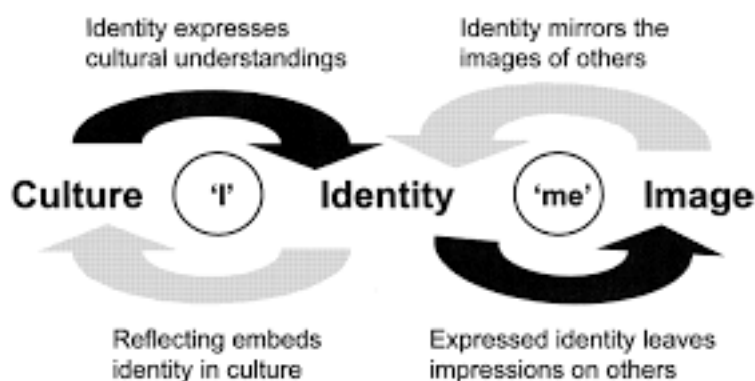 Identity expresses
cultural understandings
Identity mirrors the
images of others
Culture 'I' Identity 'me' Image
Reflecting embeds
identity in culture
Expressed identity leaves
impressions on others